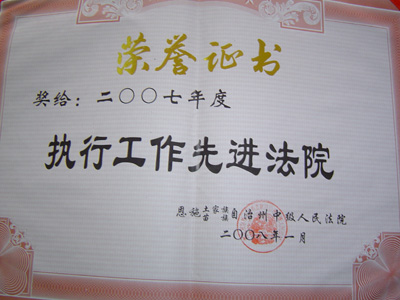 荣誉证书
奖给：二〇〇七年度
执行工作先进法院
恩施土家族苗族自治州中级人民法院
二〇〇八年一月